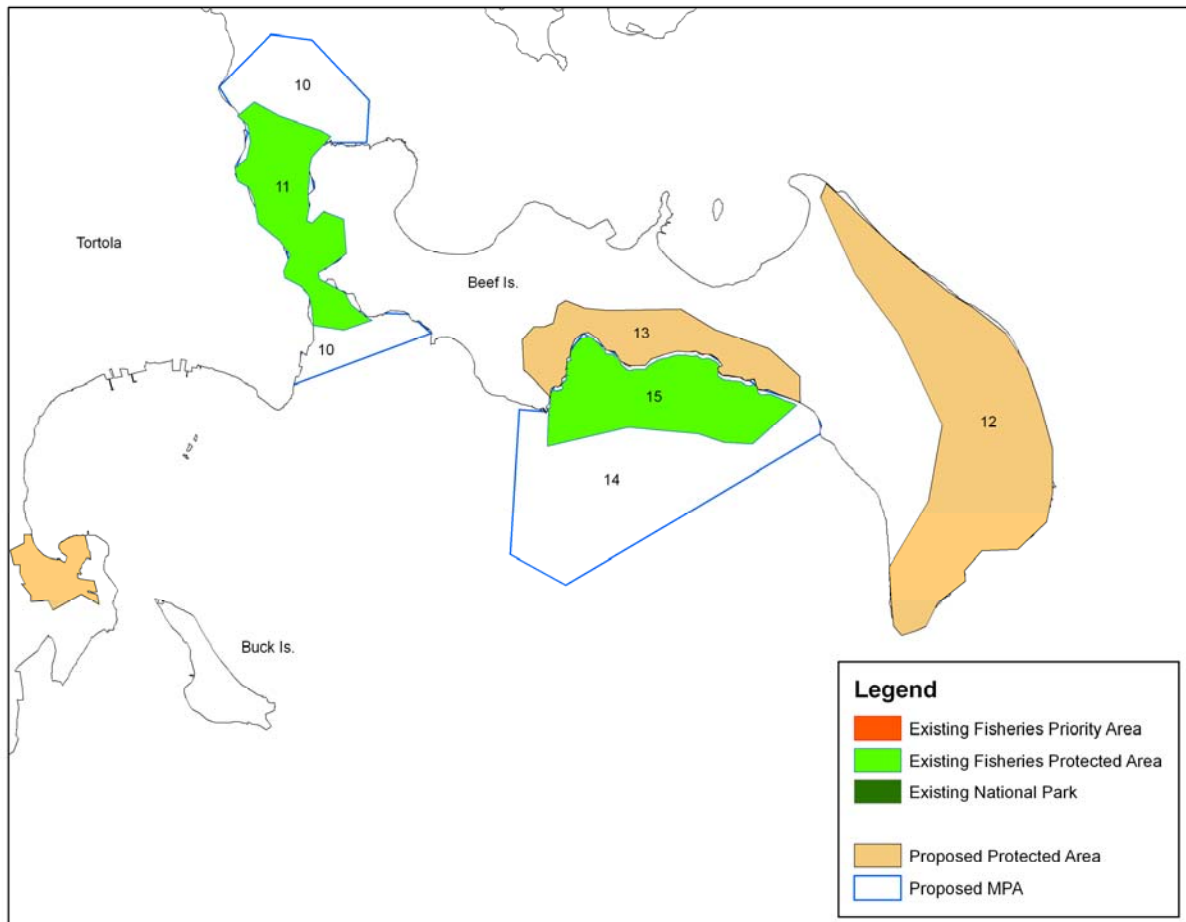 10
11
Tortola
Beef Is.
10
13
15
12
14
Buck Is.
Legend
Existing Fisheries Priority Area
Existing Fisheries Protected Area
Existing National Park
Proposed Protected Area
Proposed MPA